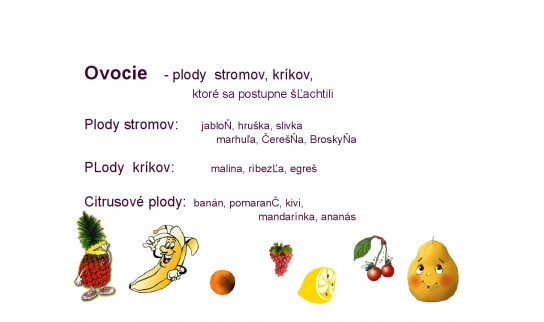 Ovocie - plody stromov, kríkov,
ktoré sa postupne šĽachtili
Plody stromov: jabloŇ, hruška, slivka
marhuľa, ČerešŇa, BroskyŇa
PLody kríkov: malina, ribezĽa, egreš
Citrusové plody: banán, pomaranČ, kivi,
mandarínka, ananás